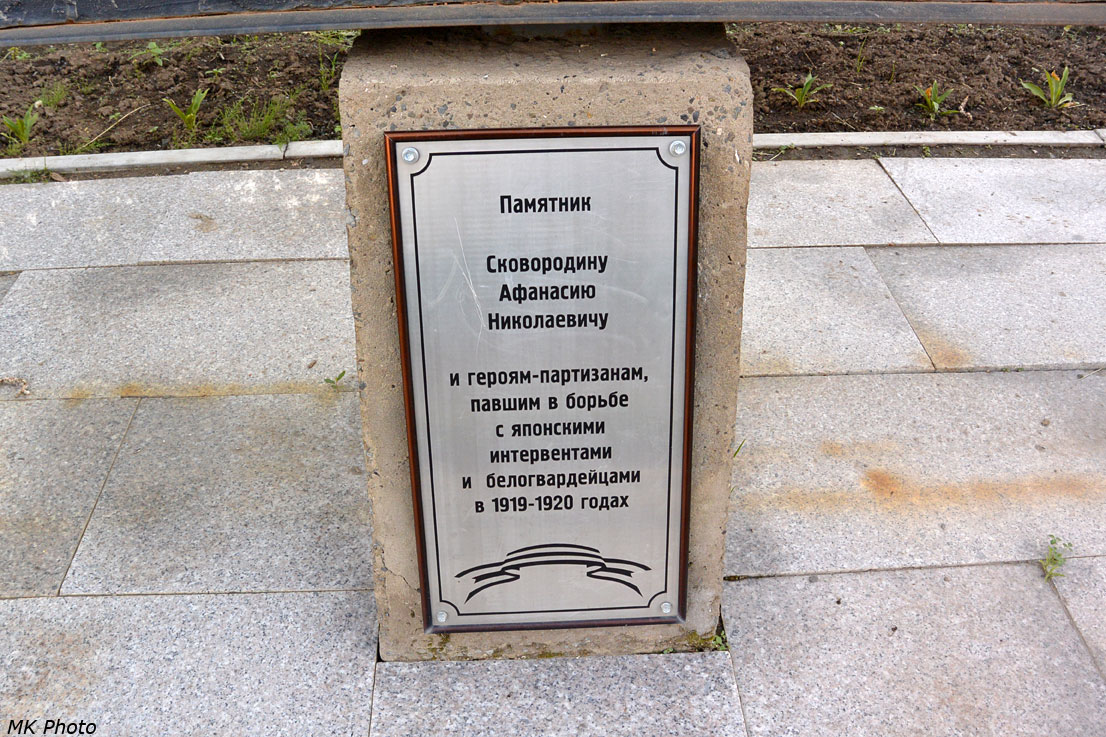 Памятник
Сковородину
Афанасию
Николаевичу
и героям-партизанам,
павшим в борьбе
с японскими
интервентами
и белогвардейцами
в 1919-1920 годах
MK Photo